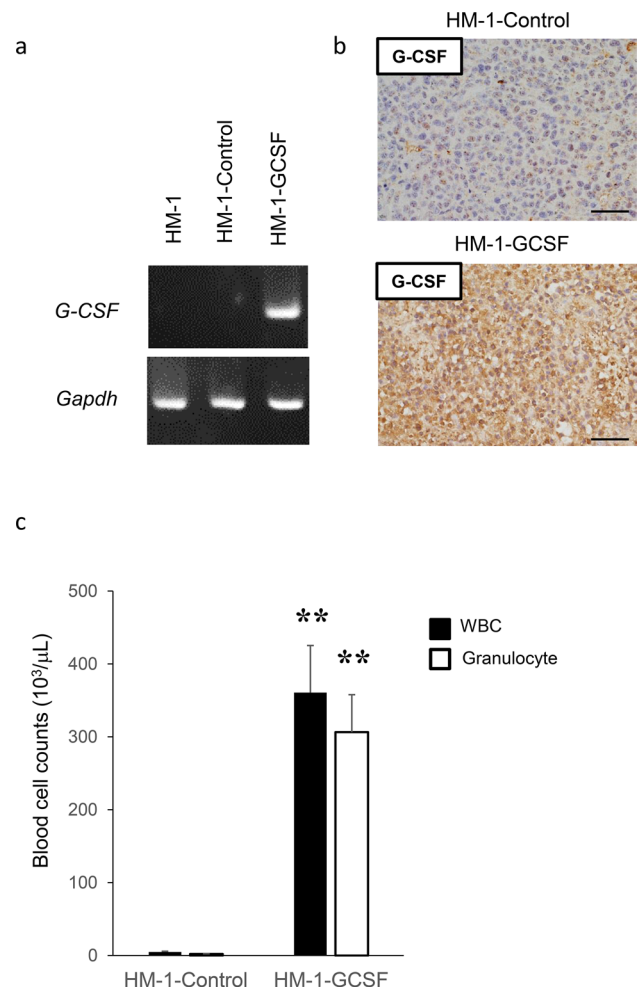 a
HM-1
HM-1-Control
HM-1-GCSF
G-CSF
Gapdh
b
HM-1-Control
G-CSF
HM-1-GCSF
G-CSF
c
Blood cell counts (10³/μL)
500
400
300
200
100
0
**
**
WBC
Granulocyte
HM-1-Control
HM-1-GCSF